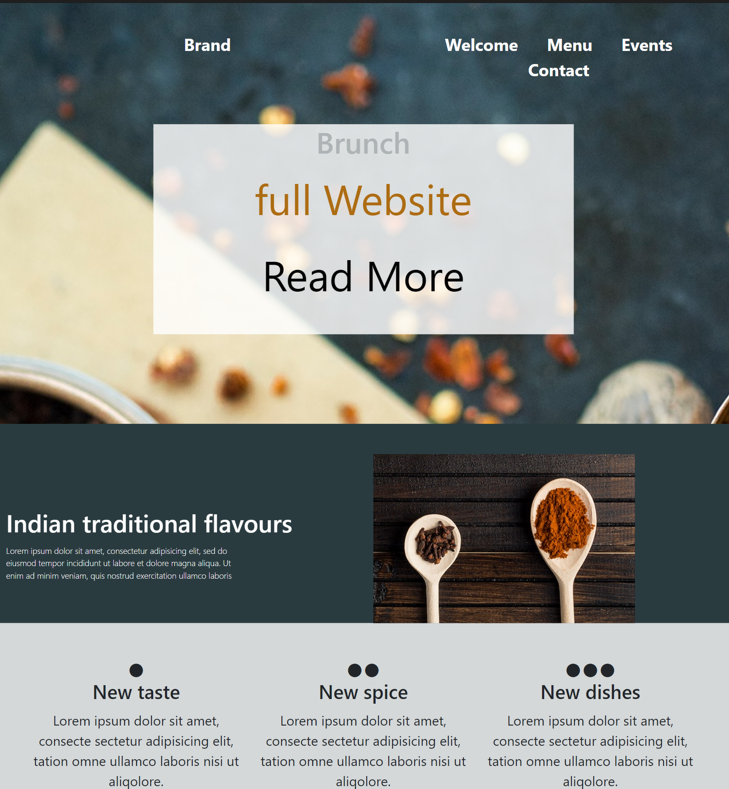 Brand Welcome Menu Events
Contact
Brunch
full Website
Read More
Indian traditional flavours
Lorem ipsum dolor sit amet, consectetur adipisicing elit, sed do
eiusmod tempor incididunt ut labore et dolore magna aliqua. Ut
enim ad minim veniam, quis nostrud exercitation ullamco laboris
New taste
Lorem ipsum dolor sit amet,
consecte sectetur adipisicing elit,
tation omne ullamco laboris nisi ut
aliqolore.
New spice
Lorem ipsum dolor sit amet,
consecte sectetur adipisicing elit,
tation omne ullamco laboris nisi ut
aliqolore.
New dishes
Lorem ipsum dolor sit amet,
consecte sectetur adipisicing elit,
tation omne ullamco laboris nisi ut
aliqolore.